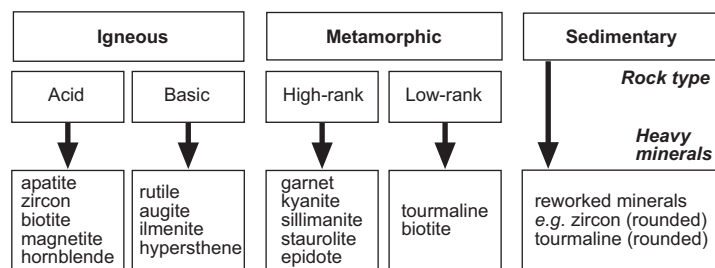 Igneous
Metamorphic
Sedimentary
Rock type
Acid
Basic
High-rank
Low-rank
Heavy
minerals
apatite
zircon
biotite
magnetite
hornblende
rutile
augite
ilmenite
hypersthene
garnet
kyanite
sillimanite
staurolite
epidote
tourmaline
biotite
reworked minerals
e.g. zircon (rounded)
tourmaline (rounded)